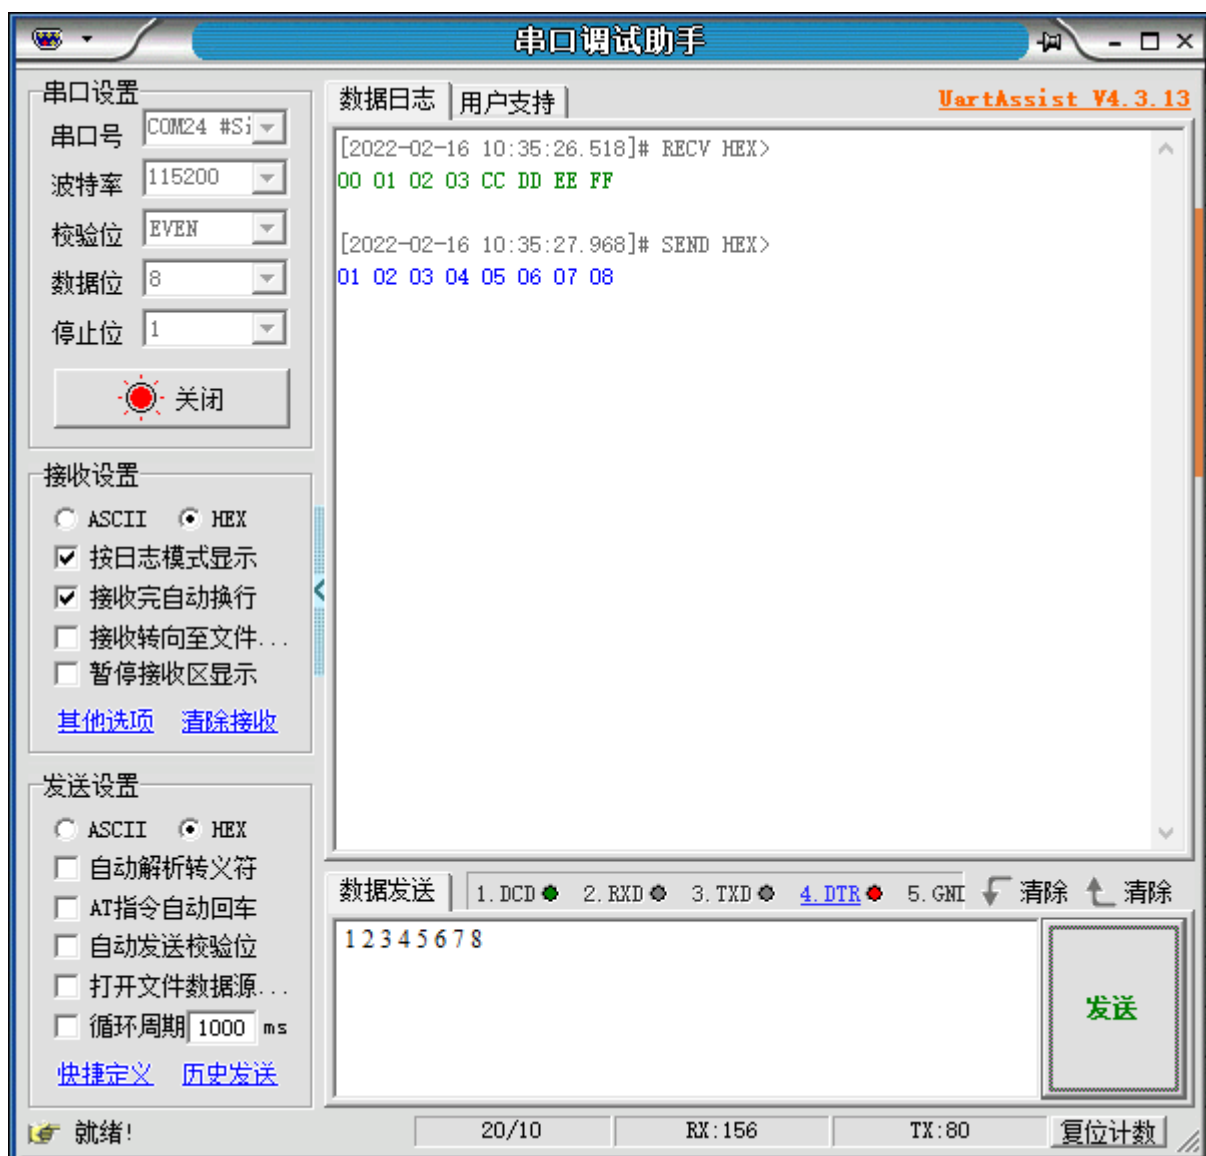 串口调试助手
串口设置
串口号 COM24 #Si
波特率 115200
校验位 EVEN
数据位 8
停止位 1
关闭
接收设置
ASCII HEX
按日志模式显示
接收完自动换行
接收转向至文件...
暂停接收区显示
其他选项 清除接收
发送设置
ASCII HEX
自动解析转义符
AT指令自动回车
自动发送校验位
打开文件数据源...
循环周期 1000 ms
快捷定义 历史发送
数据日志 用户支持 UartAssist V4.3.13
[2022-02-16 10:35:26.518]# RECV HEX>
00 01 02 03 CC DD EE FF
[2022-02-16 10:35:27.968]# SEND HEX>
01 02 03 04 05 06 07 08
数据发送 1.DCD 2.RXD 3.TXD 4.DTR 5.GND 清除 清除
1 2 3 4 5 6 7 8
发送
就绪! 20/10 RX:156 TX:80 复位计数